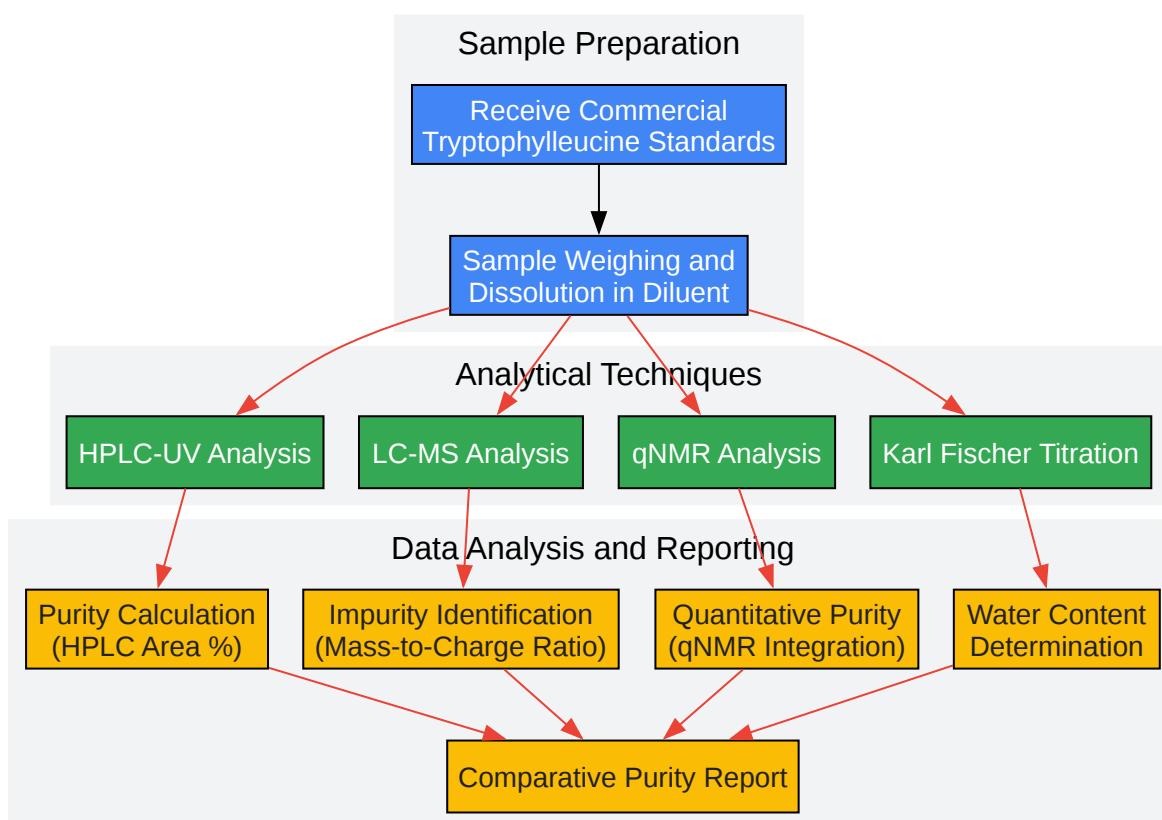 Sample Preparation
Receive Commercial
Tryptophylleucine Standards
Sample Weighing and
Dissolution in Diluent
Analytical Techniques
HPLC-UV Analysis
LC-MS Analysis
qNMR Analysis
Karl Fischer Titration
Data Analysis and Reporting
Purity Calculation
(HPLC Area %)
Impurity Identification
(Mass-to-Charge Ratio)
Quantitative Purity
(qNMR Integration)
Water Content
Determination
Comparative Purity Report